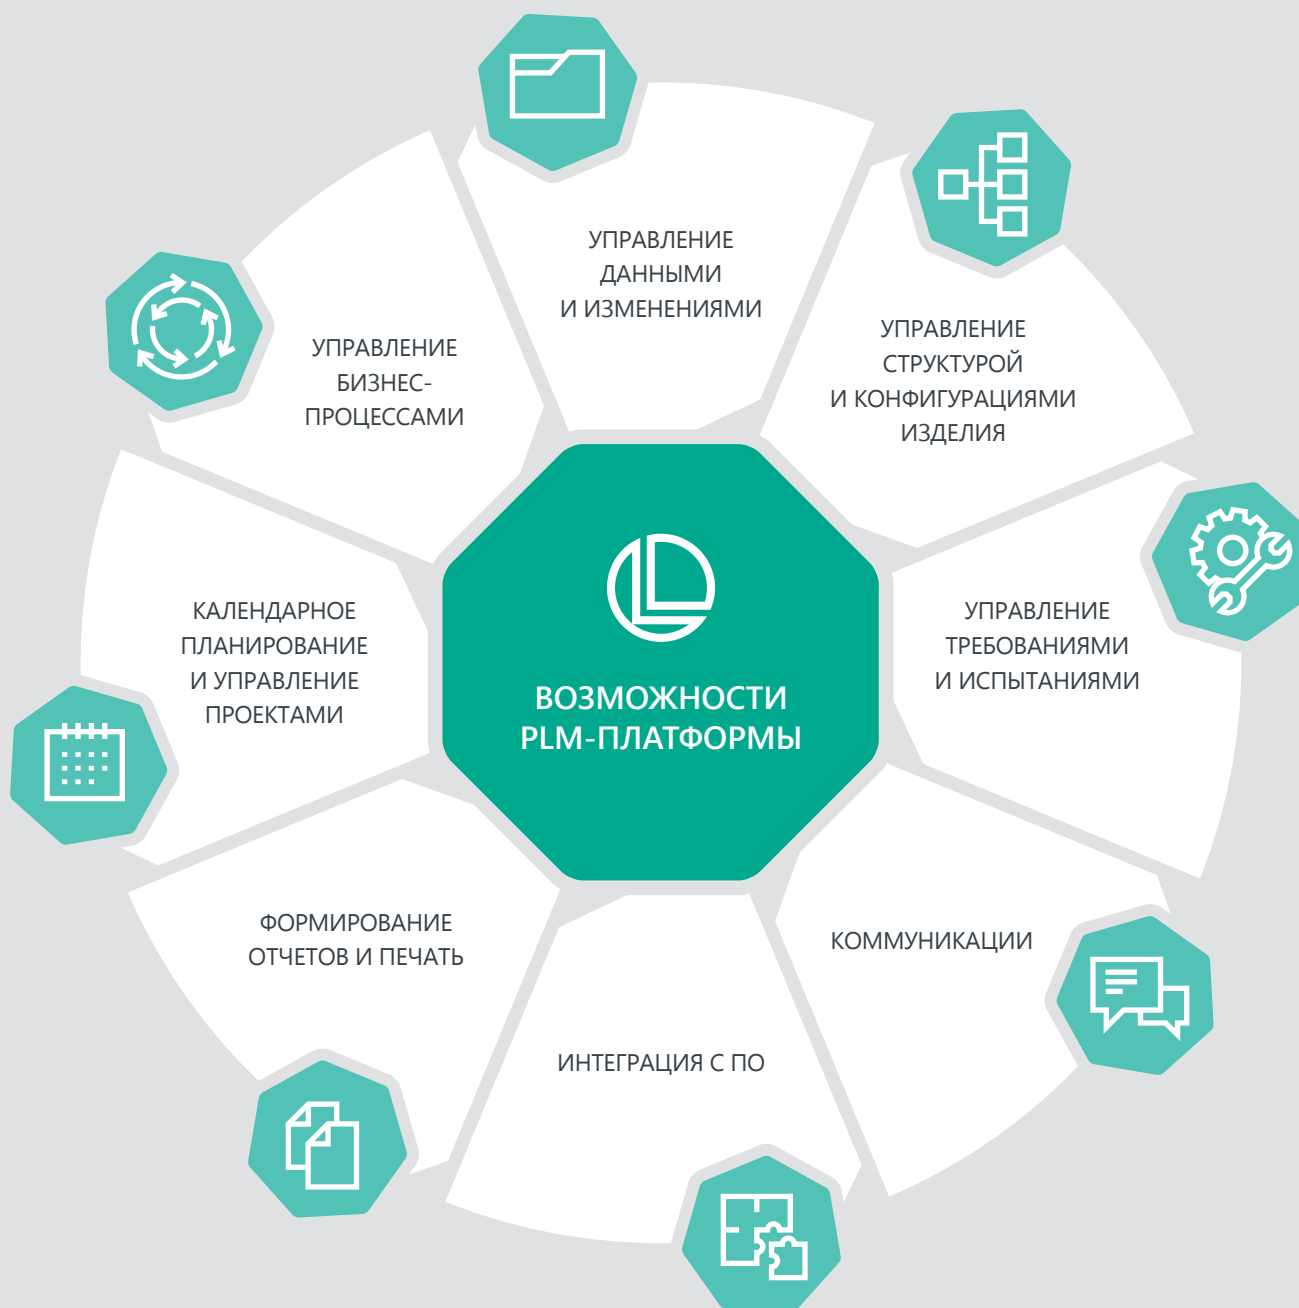 УПРАВЛЕНИЕ
ДАННЫМИ
И ИЗМЕНЕНИЯМИ
УПРАВЛЕНИЕ
СТРУКТУРОЙ
И КОНФИГУРАЦИЯМИ
ИЗДЕЛИЯ
УПРАВЛЕНИЕ
ТРЕБОВАНИЯМИ
И ИСПЫТАНИЯМИ
КОММУНИКАЦИИ
ИНТЕГРАЦИЯ С ПО
ФОРМИРОВАНИЕ
ОТЧЕТОВ И ПЕЧАТЬ
КАЛЕНДАРНОЕ
ПЛАНИРОВАНИЕ
И УПРАВЛЕНИЕ
ПРОЕКТАМИ
УПРАВЛЕНИЕ
БИЗНЕС-
ПРОЦЕССАМИ
ВОЗМОЖНОСТИ
PLM-ПЛАТФОРМЫ